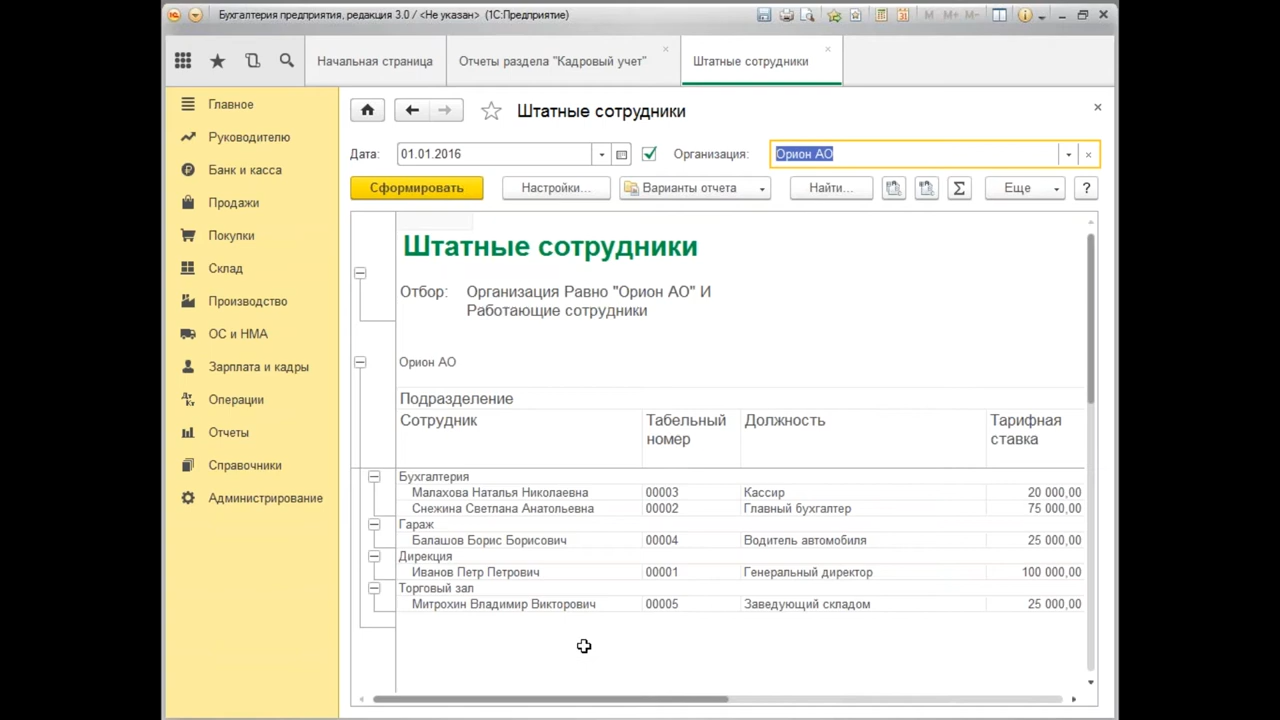 Бухгалтерия предприятия, редакция 3.0 / <Не указан> (1С:Предприятие)
M M+ M-
Начальная страница
Отчеты раздела "Кадровый учет"
Штатные сотрудники
Главное
Руководителю
Банк и касса
Продажи
Покупки
Склад
Производство
ОС и НМА
Зарплата и кадры
Операции
Отчеты
Справочники
Администрирование
Штатные сотрудники
Дата: 01.01.2016 Организация: Орион АО
Сформировать Настройки... Варианты отчета Найти... Σ Еще ?
Штатные сотрудники
Отбор: Организация Равно "Орион АО" И
Работающие сотрудники
Орион АО
Подразделение
Сотрудник Табельный номер Должность Тарифная ставка
Бухгалтерия
Малахова Наталья Николаевна 00003 Кассир 20 000,00
Снежина Светлана Анатольевна 00002 Главный бухгалтер 75 000,00
Гараж
Балашов Борис Борисович 00004 Водитель автомобиля 25 000,00
Дирекция
Иванов Петр Петрович 00001 Генеральный директор 100 000,00
Торговый зал
Митрохин Владимир Викторович 00005 Заведующий складом 25 000,00